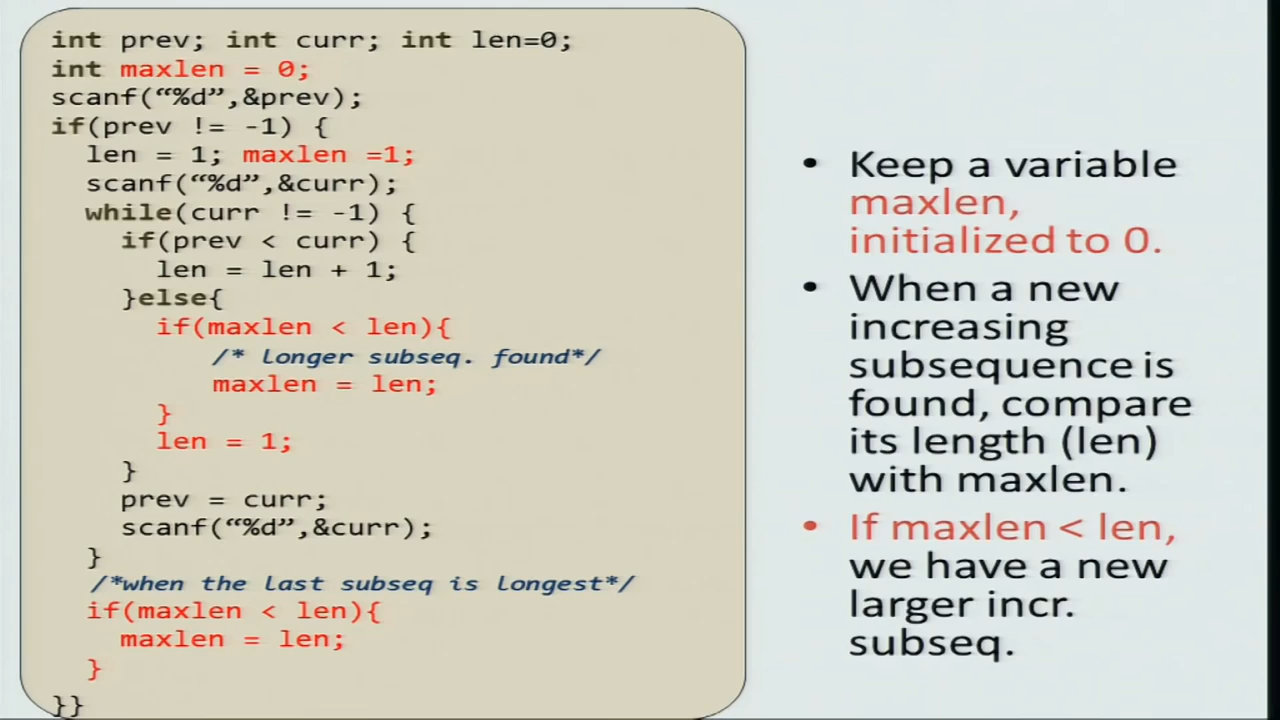 int prev; int curr; int len=0;
int maxlen = 0;
scanf(“%d”,&prev);
if(prev != -1) {
len = 1; maxlen =1;
scanf(“%d”,&curr);
while(curr != -1) {
if(prev < curr) {
len = len + 1;
}else{
if(maxlen < len){
/* longer subseq. found*/
maxlen = len;
}
len = 1;
}
prev = curr;
scanf(“%d”,&curr);
}
/*when the last subseq is longest*/
if(maxlen < len){
maxlen = len;
}
}}
• Keep a variable
maxlen,
initialized to 0.
• When a new
increasing
subsequence is
found, compare
its length (len)
with maxlen.
• If maxlen < len,
we have a new
larger incr.
subseq.